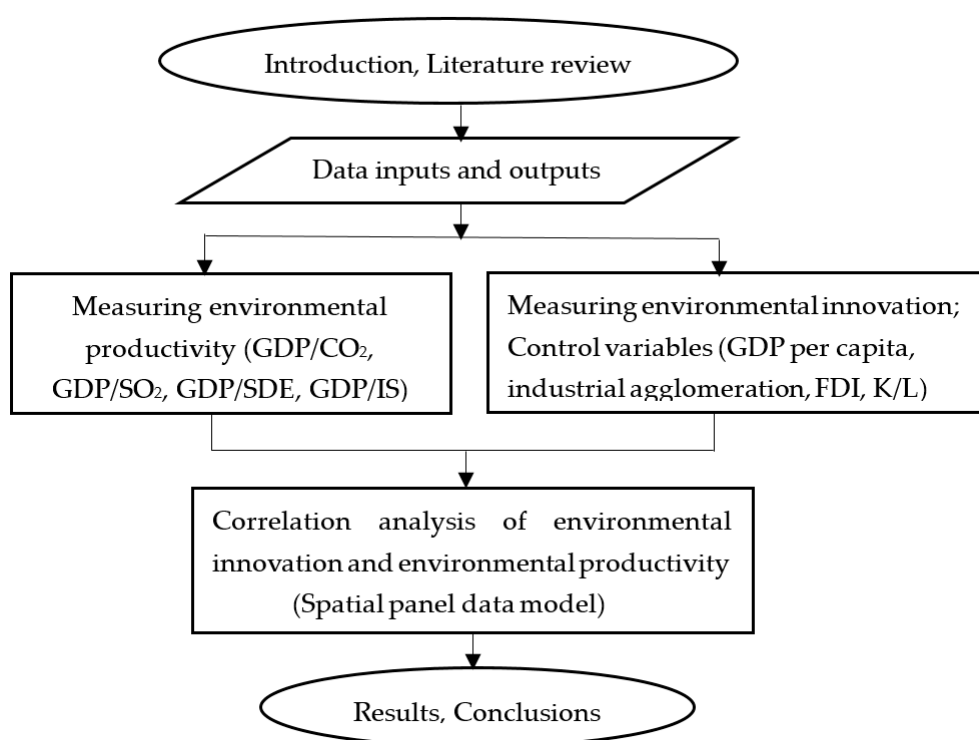 Introduction, Literature review
Data inputs and outputs
Measuring environmental
productivity (GDP/CO₂,
GDP/SO₂, GDP/SDE, GDP/IS)
Measuring environmental innovation;
Control variables (GDP per capita,
industrial agglomeration, FDI, K/L)
Correlation analysis of environmental
innovation and environmental productivity
(Spatial panel data model)
Results, Conclusions